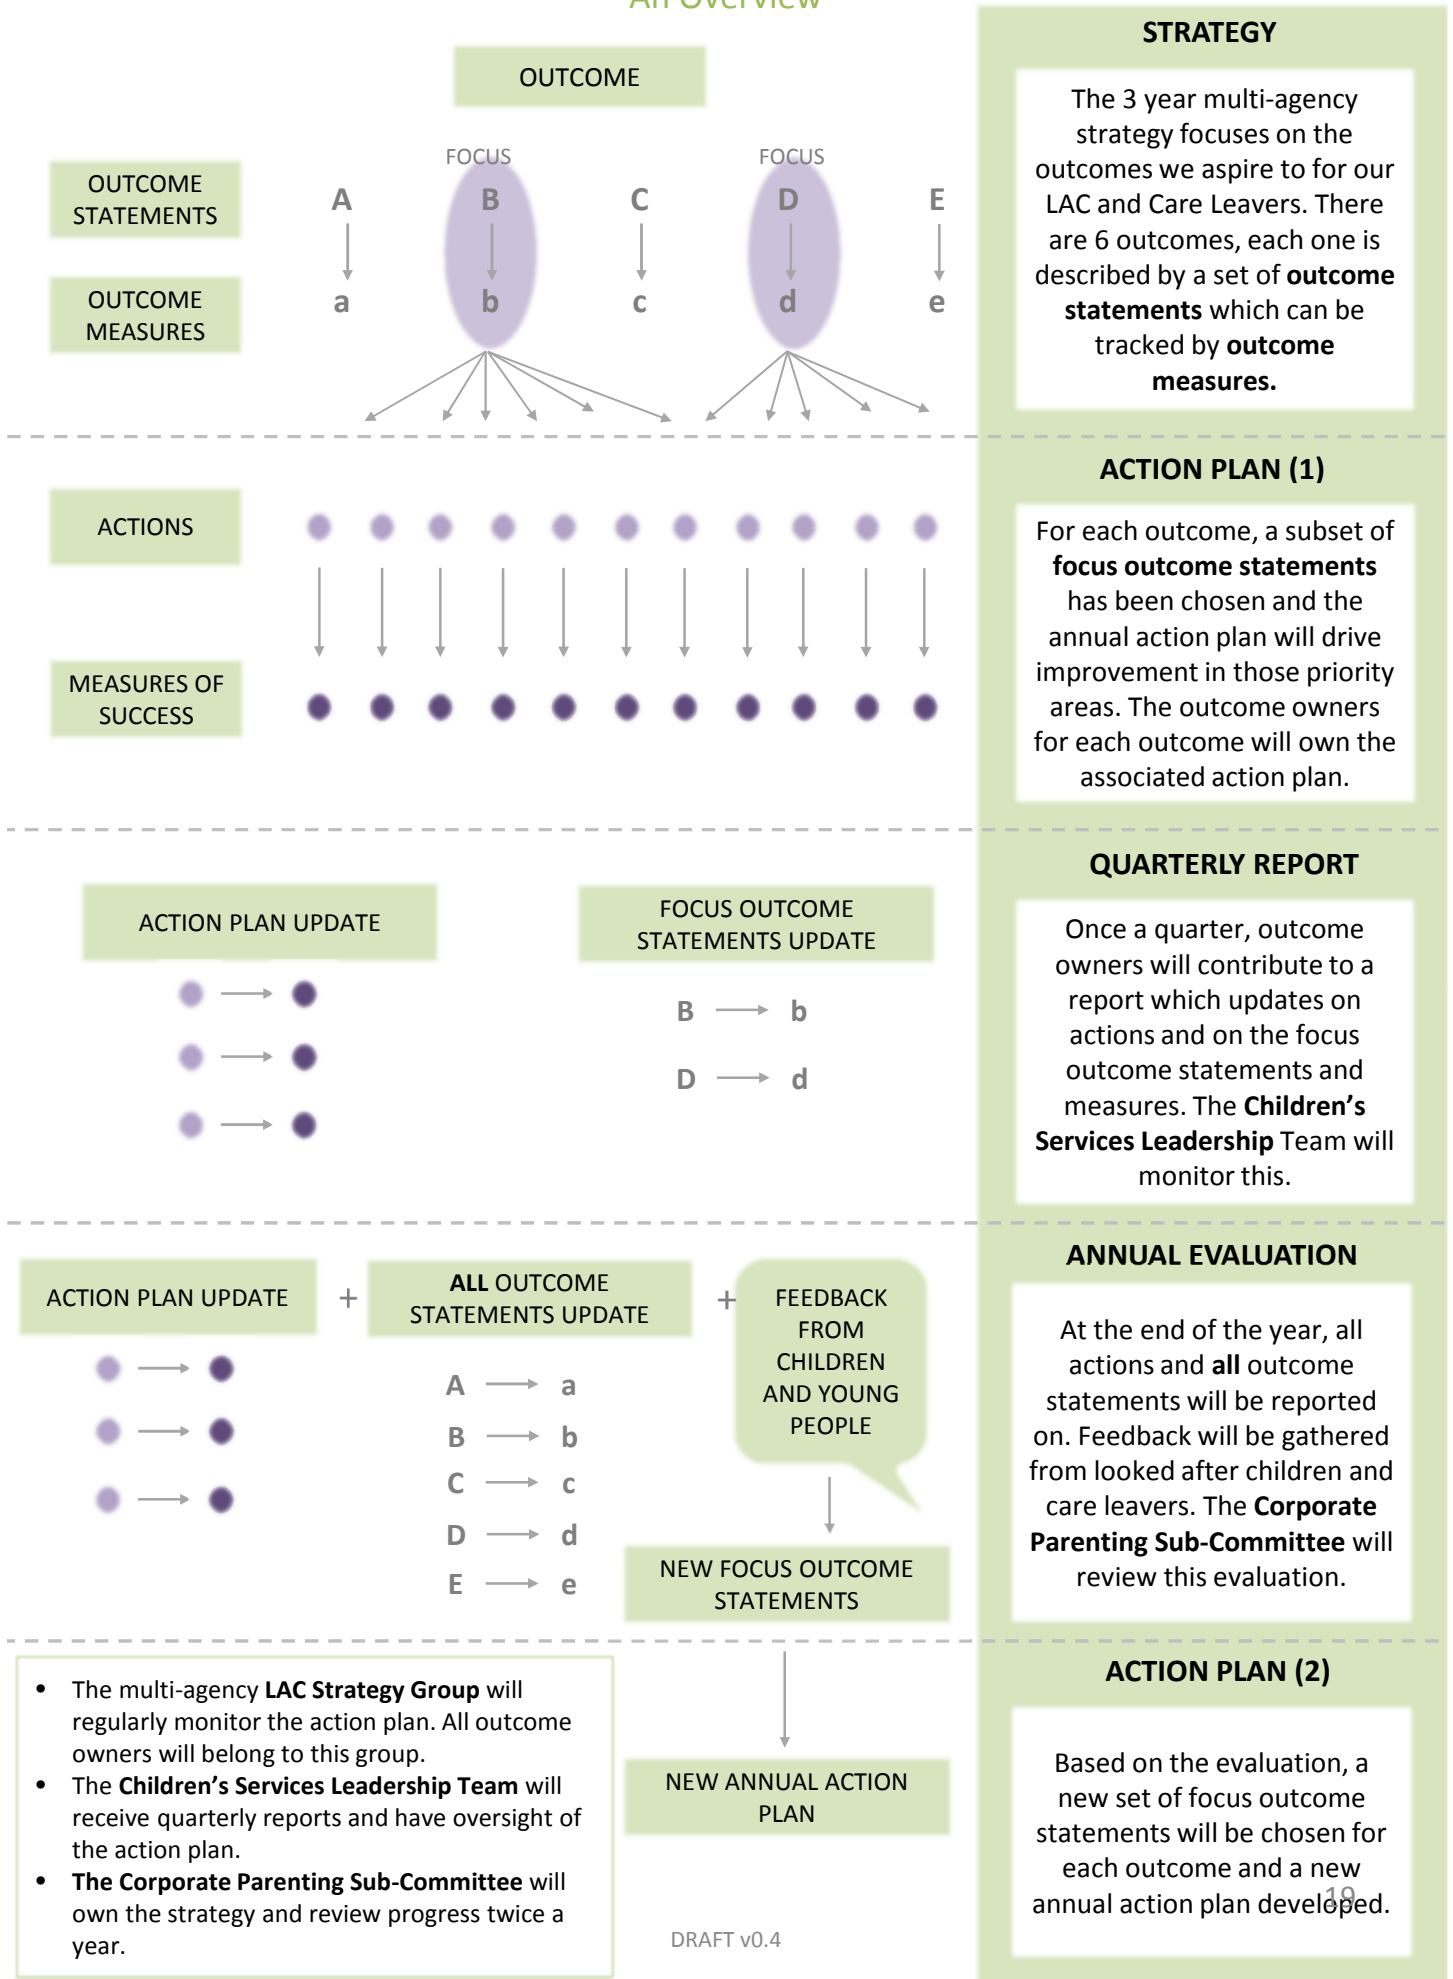 An Overview
OUTCOME
FOCUS
FOCUS
OUTCOME
STATEMENTS
A
B
C
D
E
OUTCOME
MEASURES
a
b
c
d
e
STRATEGY
The 3 year multi-agency
strategy focuses on the
outcomes we aspire to for our
LAC and Care Leavers. There
are 6 outcomes, each one is
described by a set of outcome
statements which can be
tracked by outcome
measures.
ACTIONS
MEASURES OF
SUCCESS
ACTION PLAN (1)
For each outcome, a subset of
focus outcome statements
has been chosen and the
annual action plan will drive
improvement in those priority
areas. The outcome owners
for each outcome will own the
associated action plan.
ACTION PLAN UPDATE
FOCUS OUTCOME
STATEMENTS UPDATE
B b
D d
QUARTERLY REPORT
Once a quarter, outcome
owners will contribute to a
report which updates on
actions and on the focus
outcome statements and
measures. The Children's
Services Leadership Team will
monitor this.
ACTION PLAN UPDATE
+
ALL OUTCOME
STATEMENTS UPDATE
+
FEEDBACK
FROM
CHILDREN
AND YOUNG
PEOPLE
A a
B b
C c
D d
E e
NEW FOCUS OUTCOME
STATEMENTS
ANNUAL EVALUATION
At the end of the year, all
actions and all outcome
statements will be reported
on. Feedback will be gathered
from looked after children and
care leavers. The Corporate
Parenting Sub-Committee will
review this evaluation.
• The multi-agency LAC Strategy Group will
regularly monitor the action plan. All outcome
owners will belong to this group.
• The Children's Services Leadership Team will
receive quarterly reports and have oversight of
the action plan.
• The Corporate Parenting Sub-Committee will
own the strategy and review progress twice a
year.
NEW ANNUAL ACTION
PLAN
ACTION PLAN (2)
Based on the evaluation, a
new set of focus outcome
statements will be chosen for
each outcome and a new
annual action plan developed.
19
DRAFT v0.4